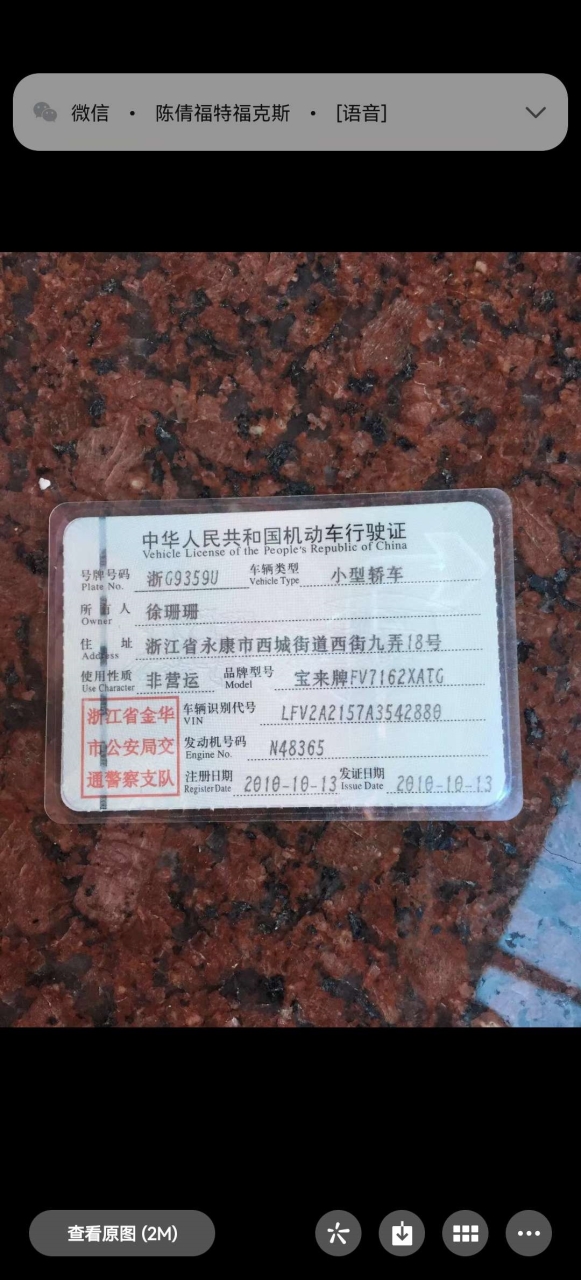 微信 · 陈倩福特福克斯 · [语音]
中华人民共和国机动车行驶证
Vehicle License of the People's Republic of China
号牌号码 浙G9359U 车辆类型 小型轿车
Plate No. Vehicle Type
所有人 徐珊珊
Owner
住址 浙江省永康市西城街道西街九弄18号
Address
使用性质 非营运 品牌型号 宝来牌FV7162XATG
Use Character Model
浙江省金华
市公安局交
通警察支队
车辆识别代号 LFV2A2157A3542880
VIN
发动机号码 N48365
Engine No.
注册日期 2010-10-13 发证日期 2010-10-13
Register Date Issue Date
查看原图 (2M)